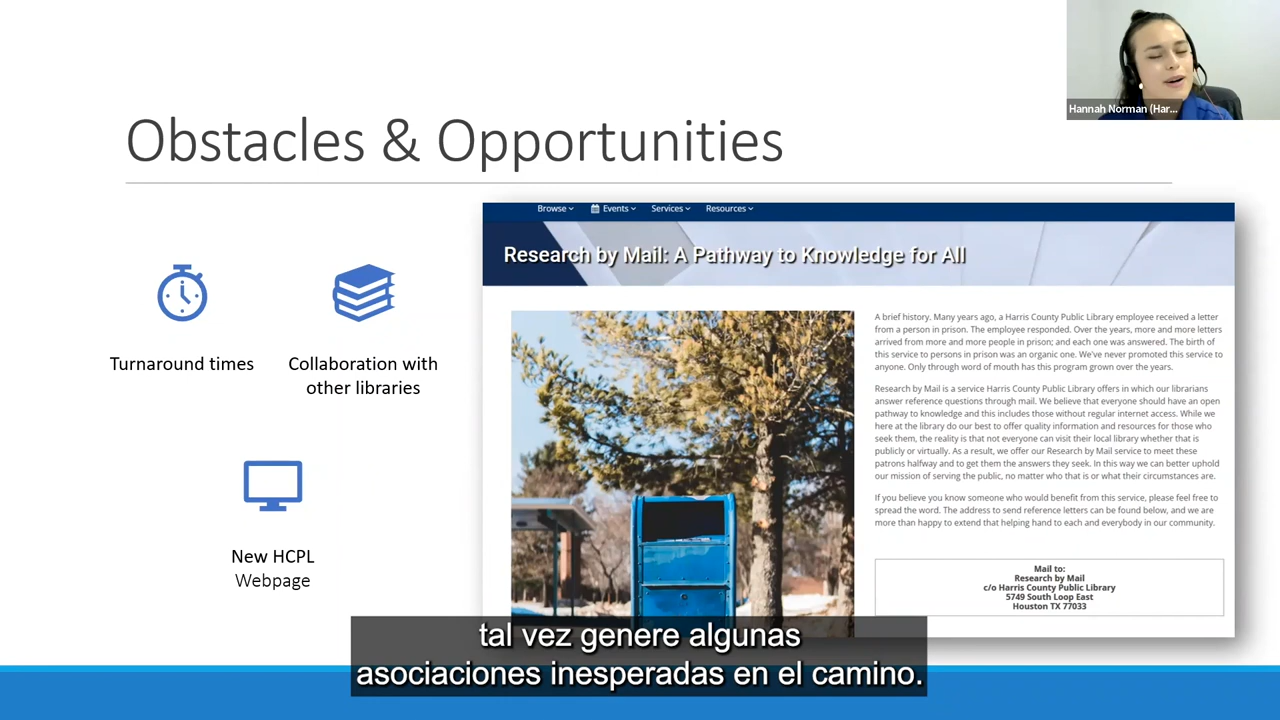 Hannah Norman (Har...
Obstacles & Opportunities
Turnaround times
Collaboration with
other libraries
New HCPL
Webpage
Browse Events Services Resources
Research by Mail: A Pathway to Knowledge for All
A brief history. Many years ago, a Harris County Public Library employee received a letter
from a person in prison. The employee responded. Over the years, more and more letters
arrived from more and more people in prison; and each one was answered. The birth of
this service to persons in prison was an organic one. We've never promoted this service to
anyone. Only through word of mouth has this program grown over the years.
Research by Mail is a service Harris County Public Library offers in which our librarians
answer reference questions through mail. We believe that everyone should have an open
pathway to knowledge and this includes those without regular internet access. While we
here at the library do our best to offer quality information and resources for those who
seek them, the reality is that not everyone can visit their local library whether that is
publicly or virtually. As a result, we offer our Research by Mail service to meet these
patrons halfway and to get them the answers they seek. In this way we can better uphold
our mission of serving the public, no matter who that is or what their circumstances are.
If you believe you know someone who would benefit from this service, please feel free to
spread the word. The address to send reference letters can be found below, and we are
more than happy to extend that helping hand to each and everybody in our community.
Mail to:
Research by Mail
c/o Harris County Public Library
5749 South Loop East
Houston TX 77033
tal vez genere algunas
asociaciones inesperadas en el camino.